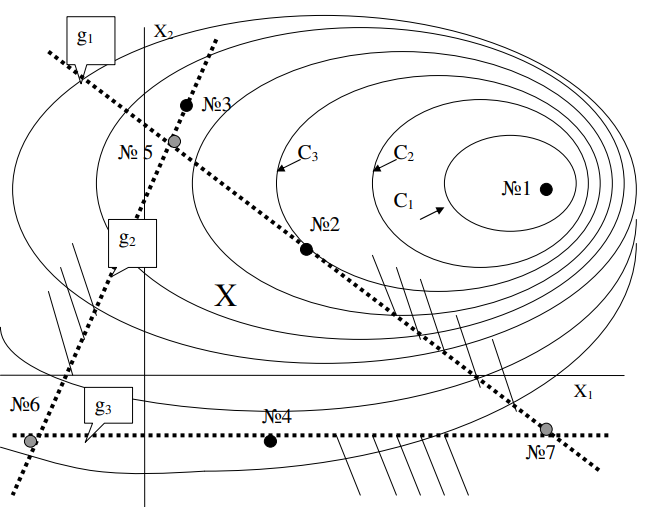 g₁
X₂
№3
№ 5
C₃
C₂
№1
C₁
№2
g₂
X
X₁
№6
g₃
№4
№7